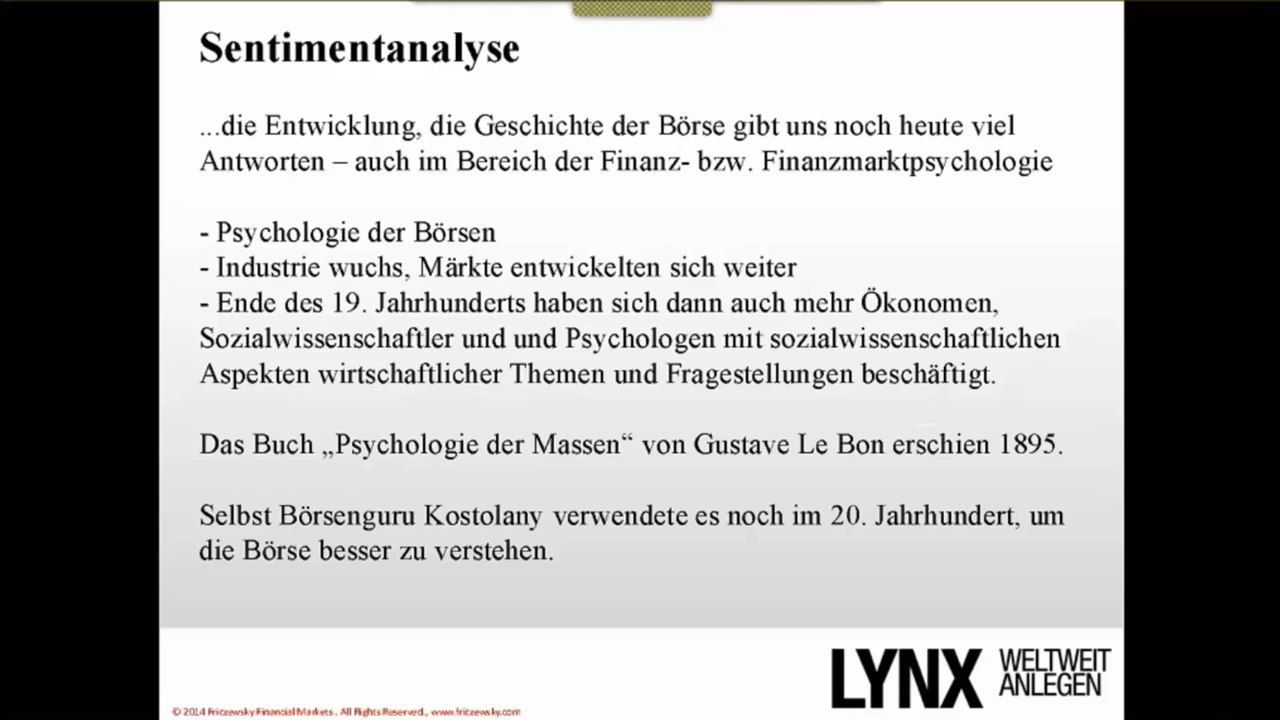 Sentimentanalyse
...die Entwicklung, die Geschichte der Börse gibt uns noch heute viel
Antworten – auch im Bereich der Finanz- bzw. Finanzmarktpsychologie
- Psychologie der Börsen
- Industrie wuchs, Märkte entwickelten sich weiter
- Ende des 19. Jahrhunderts haben sich dann auch mehr Ökonomen,
Sozialwissenschaftler und und Psychologen mit sozialwissenschaftlichen
Aspekten wirtschaftlicher Themen und Fragestellungen beschäftigt.
Das Buch „Psychologie der Massen“ von Gustave Le Bon erschien 1895.
Selbst Börsenguru Kostolany verwendete es noch im 20. Jahrhundert, um
die Börse besser zu verstehen.
LYNX WELTWEIT
ANLEGEN
© 2014 Friczewsky Financial Markets . All Rights Reserved., www.friczewsky.com